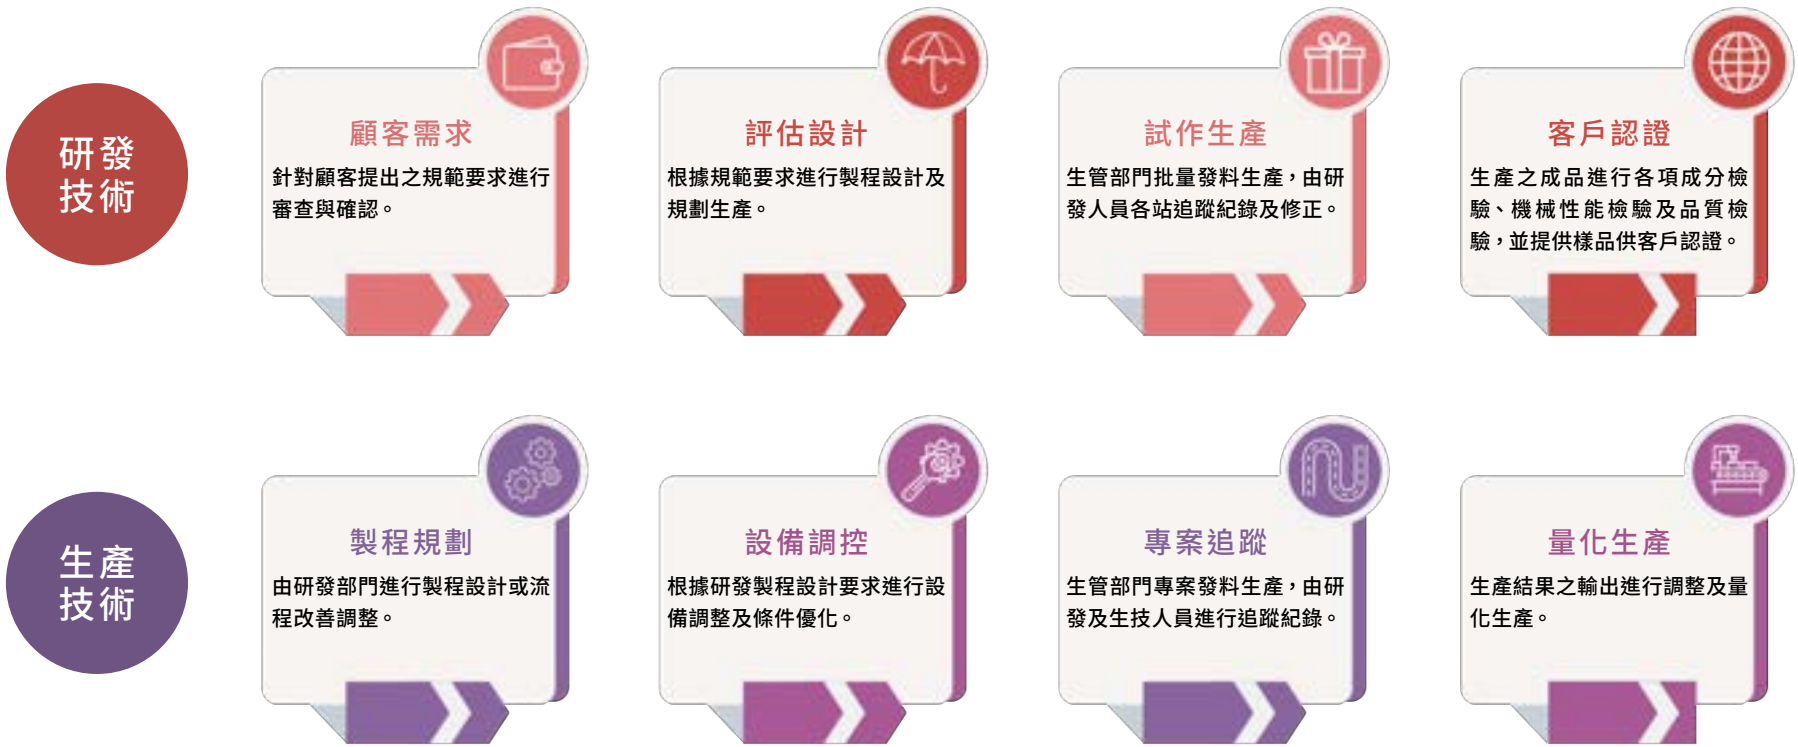 研發
技術
顧客需求
針對顧客提出之規範要求進行
審查與確認。
評估設計
根據規範要求進行製程設計及
規劃生產。
試作生產
生管部門批量發料生產，由研
發人員各站追蹤紀錄及修正。
客戶認證
生產之成品進行各項成分檢
驗、機械性能檢驗及品質檢
驗，並提供樣品供客戶認證。
生產
技術
製程規劃
由研發部門進行製程設計或流
程改善調整。
設備調控
根據研發製程設計要求進行設
備調整及條件優化。
專案追蹤
生管部門專案發料生產，由研
發及生技人員進行追蹤紀錄。
量化生產
生產結果之輸出進行調整及量
化生產。